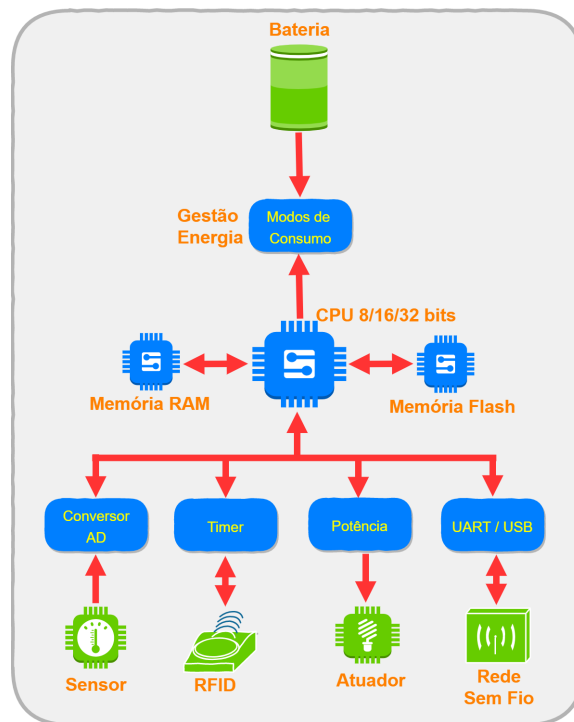 Bateria
Gestão
Energia
Modos de
Consumo
CPU 8/16/32 bits
Memória RAM
Memória Flash
Conversor
AD
Timer
Potência
UART / USB
Sensor
RFID
Atuador
Rede
Sem Fio